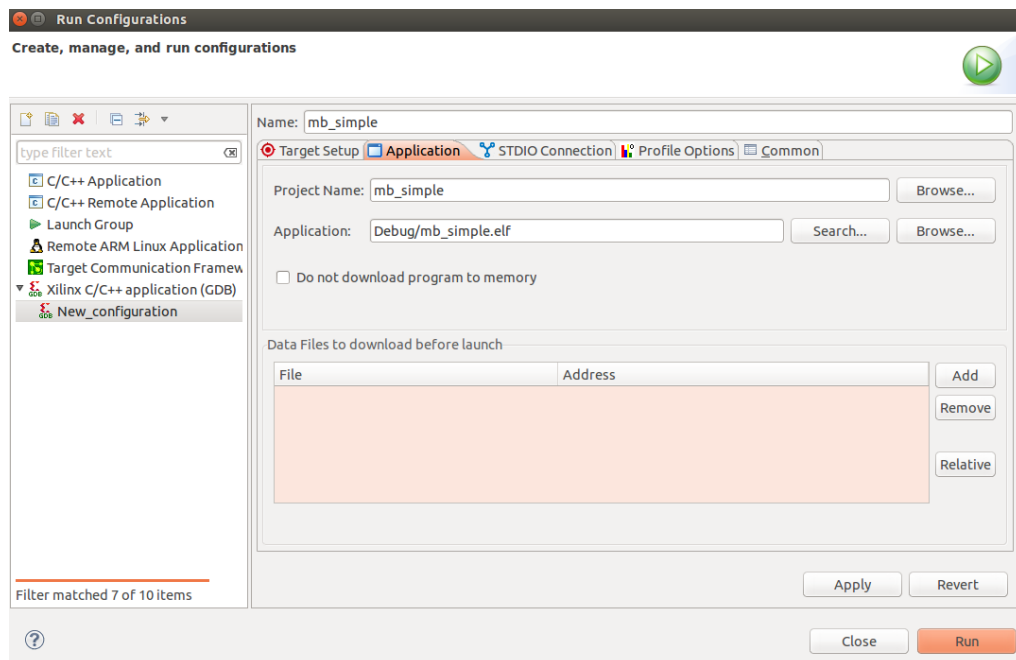 Run Configurations
Create, manage, and run configurations
Name: mb_simple
type filter text
C/C++ Application
C/C++ Remote Application
Launch Group
Remote ARM Linux Application
Target Communication Framew
Xilinx C/C++ application (GDB)
New_configuration
Filter matched 7 of 10 items
Target Setup Application STDIO Connection Profile Options Common
Project Name: mb_simple Browse...
Application: Debug/mb_simple.elf Search... Browse...
Do not download program to memory
Data Files to download before launch
File Address
Add
Remove
Relative
Apply Revert
? Close Run